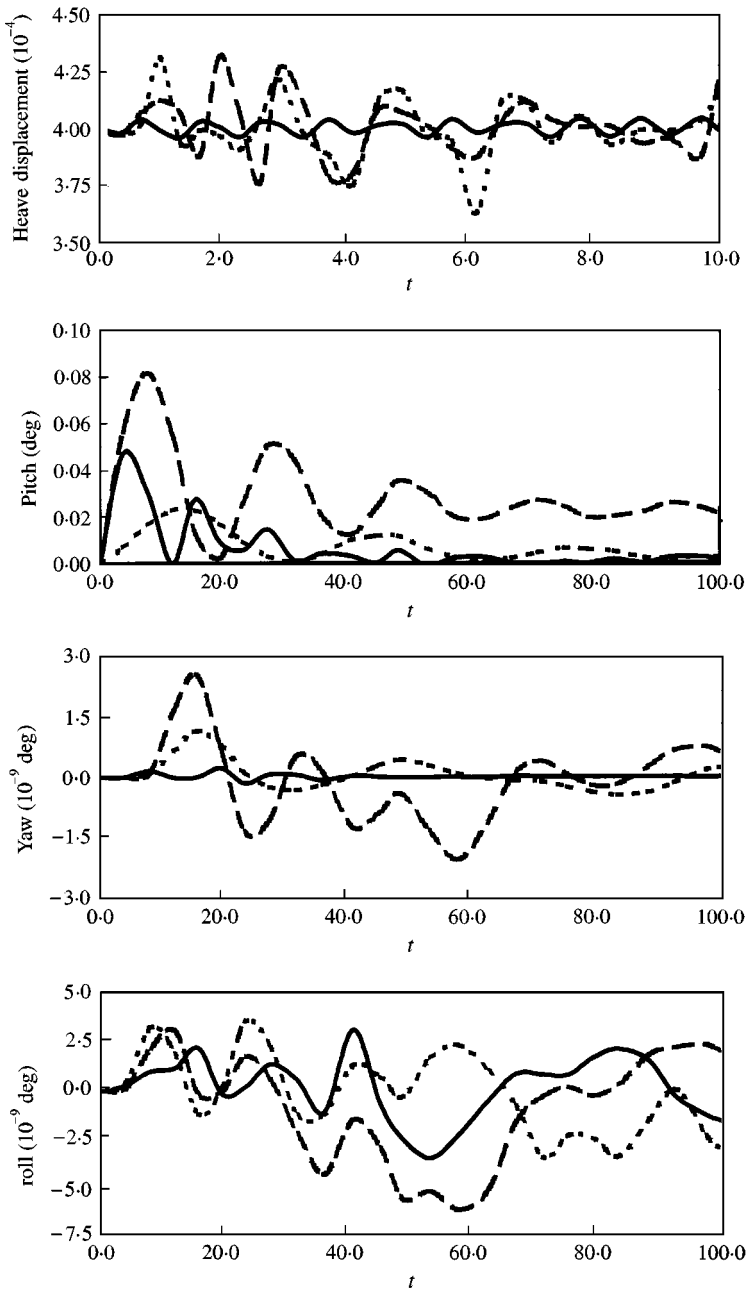 Heave displacement (10⁻⁴)
4·50
4·25
4·00
3·75
3·50
0·0 2·0 4·0 6·0 8·0 10·0
t
Pitch (deg)
0·10
0·08
0·06
0·04
0·02
0·00
0·0 20·0 40·0 60·0 80·0 100·0
t
Yaw (10⁻⁹ deg)
3·0
1·5
0·0
−1·5
−3·0
0·0 20·0 40·0 60·0 80·0 100·0
t
roll (10⁻⁹ deg)
5·0
2·5
0·0
−2·5
−5·0
−7·5
0·0 20·0 40·0 60·0 80·0 100·0
t